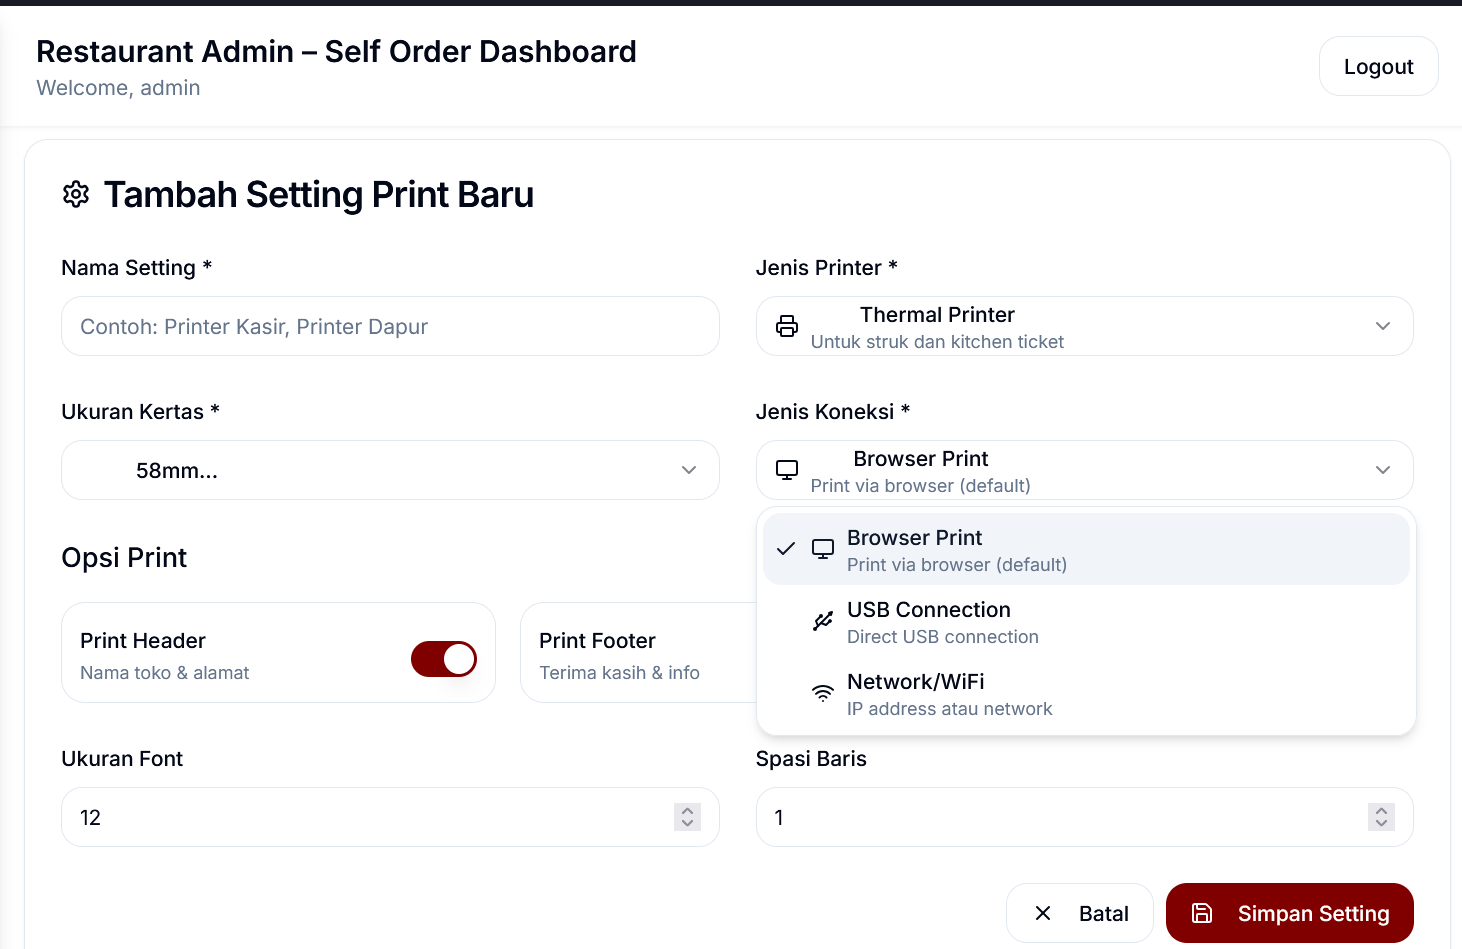 Restaurant Admin – Self Order Dashboard
Welcome, admin
Logout
Tambah Setting Print Baru
Nama Setting *
Contoh: Printer Kasir, Printer Dapur
Jenis Printer *
Thermal Printer
Untuk struk dan kitchen ticket
Ukuran Kertas *
58mm...
Jenis Koneksi *
Browser Print
Print via browser (default)
Browser Print
Print via browser (default)
USB Connection
Direct USB connection
Network/WiFi
IP address atau network
Opsi Print
Print Header
Nama toko & alamat
Print Footer
Terima kasih & info
Ukuran Font
12
Spasi Baris
1
Batal
Simpan Setting